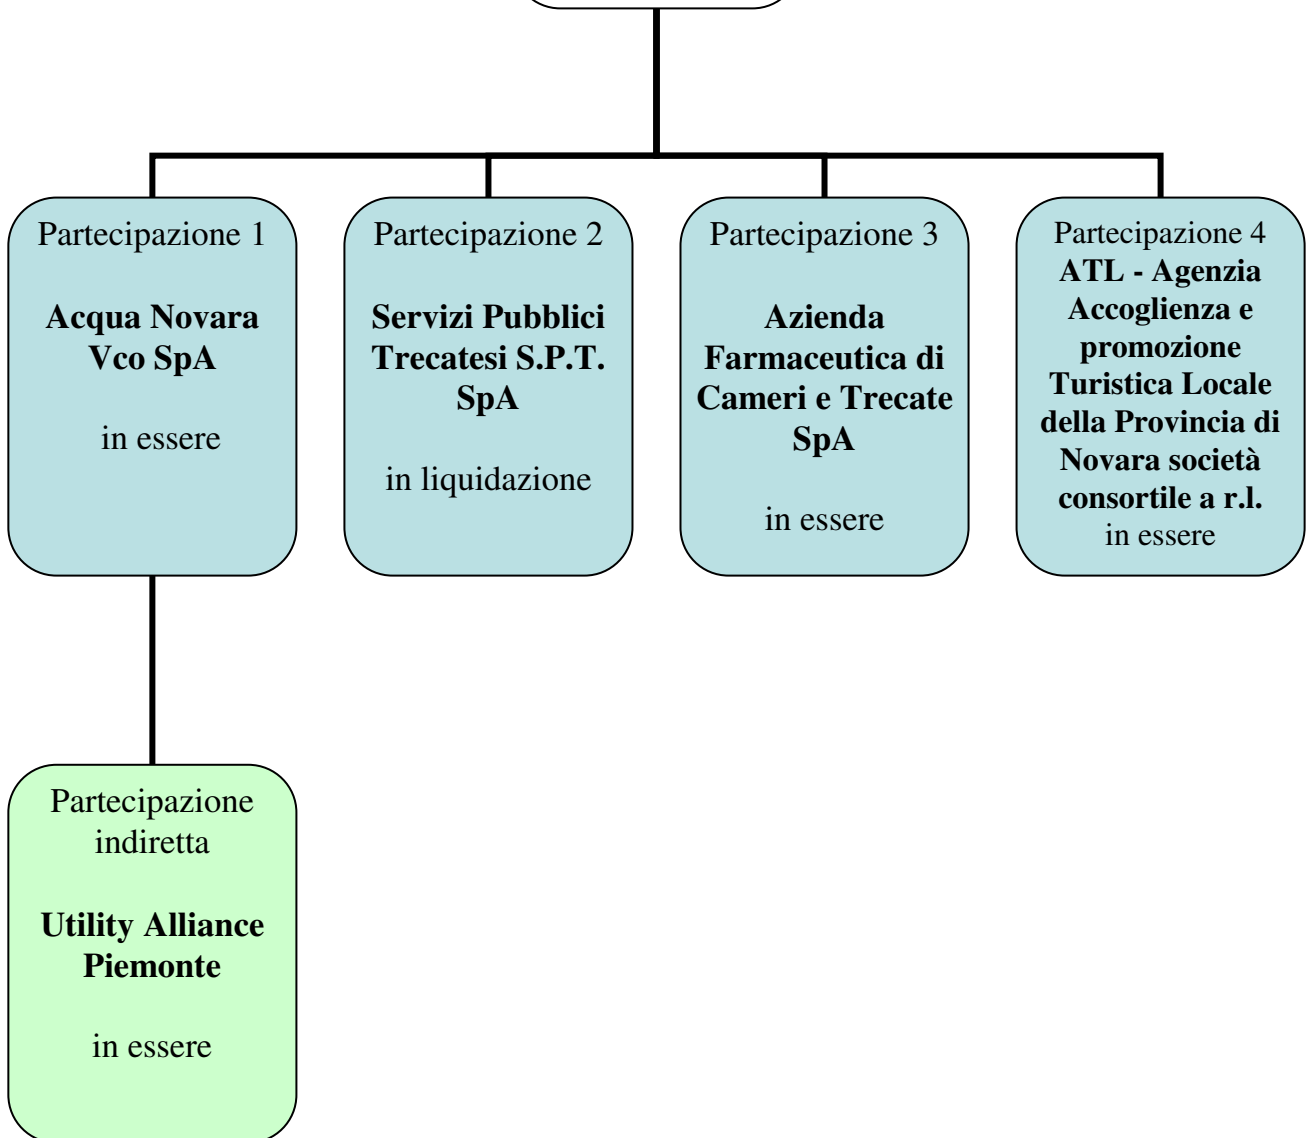 Partecipazione 1
Acqua Novara
Vco SpA
in essere
Partecipazione 2
Servizi Pubblici
Trecatesi S.P.T.
SpA
in liquidazione
Partecipazione 3
Azienda
Farmaceutica di
Cameri e Trecate
SpA
in essere
Partecipazione 4
ATL - Agenzia
Accoglienza e
promozione
Turistica Locale
della Provincia di
Novara società
consortile a r.l.
in essere
Partecipazione
indiretta
Utility Alliance
Piemonte
in essere